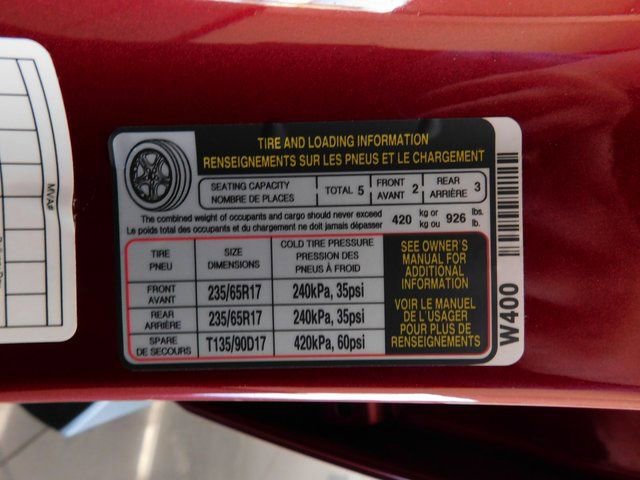 MVA#
TIRE AND LOADING INFORMATION
RENSEIGNEMENTS SUR LES PNEUS ET LE CHARGEMENT
SEATING CAPACITY
NOMBRE DE PLACES
TOTAL 5
FRONT
AVANT 2
REAR
ARRIÈRE 3
The combined weight of occupants and cargo should never exceed
Le poids total des occupants et du chargement ne doit jamais dépasser
420 kg or
kg ou 926 lbs.
lb.
TIRE
PNEU
SIZE
DIMENSIONS
COLD TIRE PRESSURE
PRESSION DES
PNEUS À FROID
FRONT
AVANT
235/65R17
240kPa, 35psi
REAR
ARRIÈRE
235/65R17
240kPa, 35psi
SPARE
DE SECOURS
T135/90D17
420kPa, 60psi
SEE OWNER'S
MANUAL FOR
ADDITIONAL
INFORMATION
VOIR LE MANUEL
DE L'USAGER
POUR PLUS DE
RENSEIGNEMENTS
W400